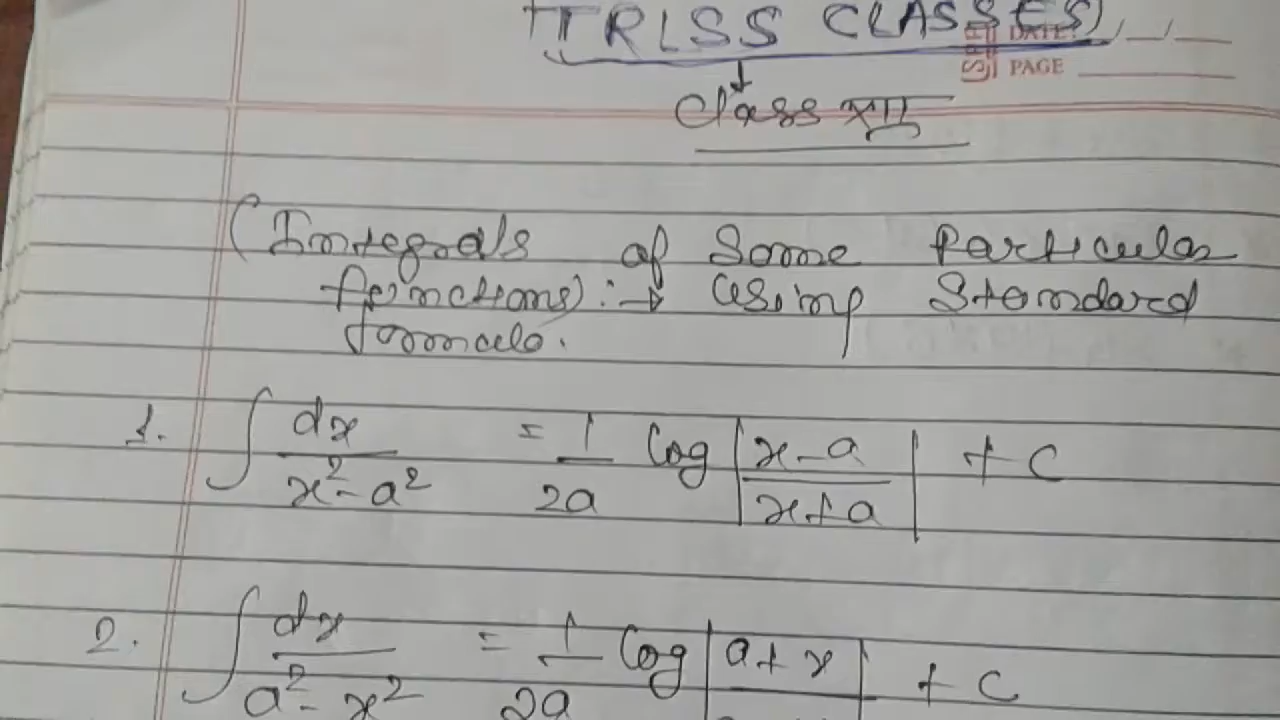 TRLSS CLASSES)
DATE / /
PAGE
Class XII
(Integrals of Some Particular
functions) :→ Using Standard
formula.
1. ∫ dx / x² - a² = 1 / 2a log | x - a / x + a | + C
2. ∫ dx / a² - x² = 1 / 2a log | a + x | + C